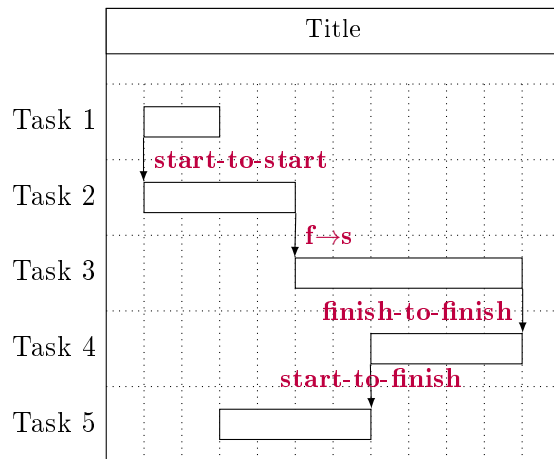 Title
Task 1
start-to-start
Task 2
f→s
Task 3
finish-to-finish
Task 4
start-to-finish
Task 5